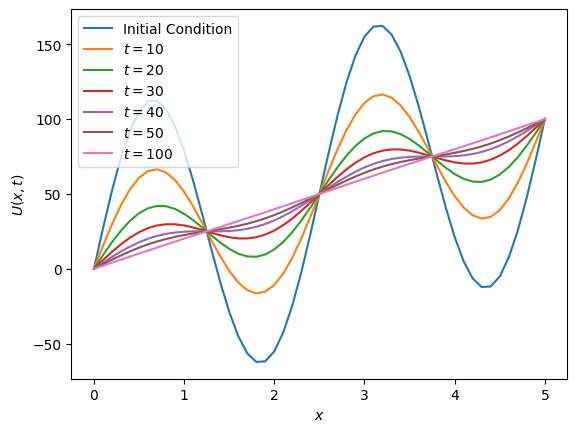 Initial Condition
t = 10
t = 20
t = 30
t = 40
t = 50
t = 100
150
100
50
0
−50
U(x, t)
0
1
2
3
4
5
x